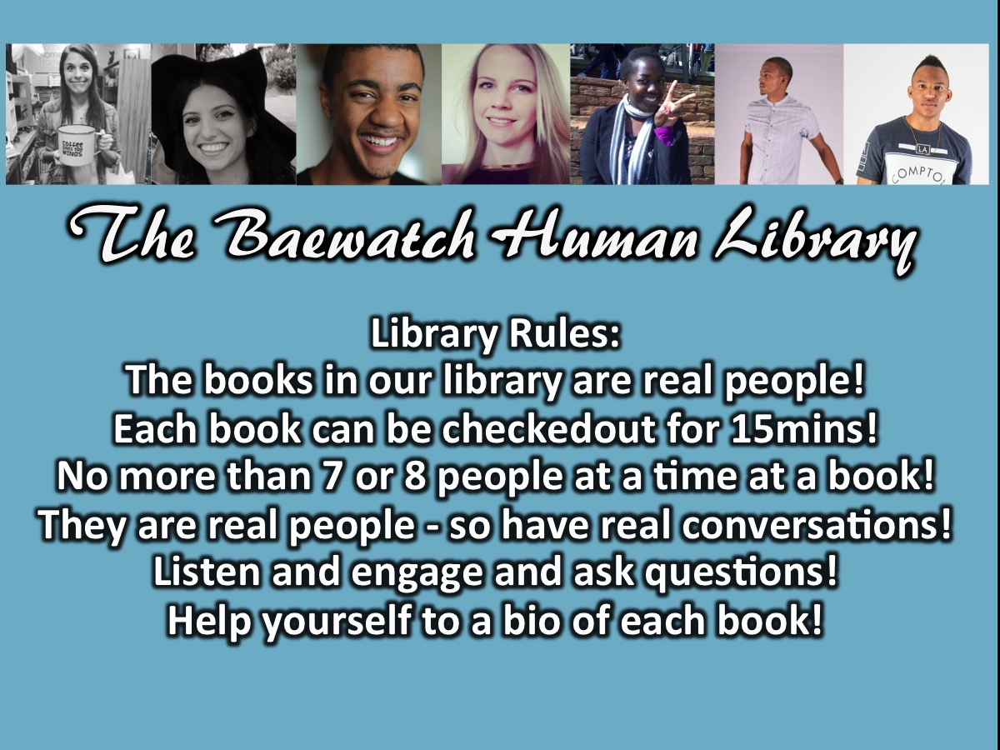 COFFEE
GIVES YOU
WINGS
LA
COMPTO
The Baewatch Human Library
Library Rules:
The books in our library are real people!
Each book can be checkedout for 15mins!
No more than 7 or 8 people at a time at a book!
They are real people - so have real conversations!
Listen and engage and ask questions!
Help yourself to a bio of each book!